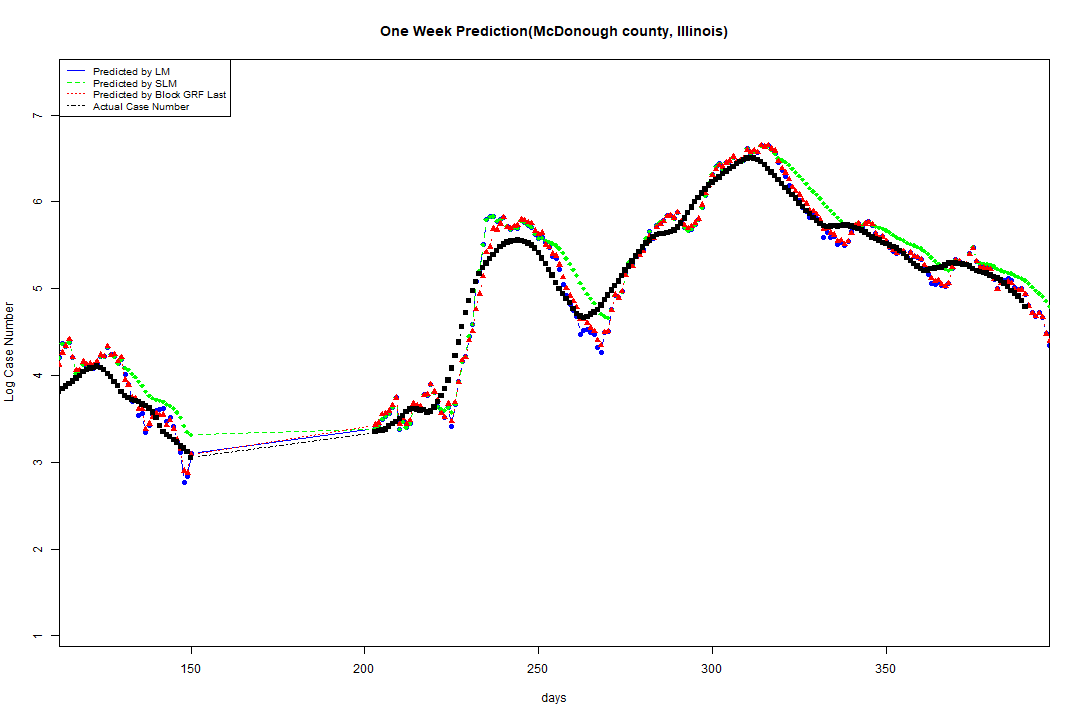 One Week Prediction(McDonough county, Illinois)
Predicted by LM
Predicted by SLM
Predicted by Block GRF Last
Actual Case Number
7
6
5
4
3
2
1
Log Case Number
150 200 250 300 350
days